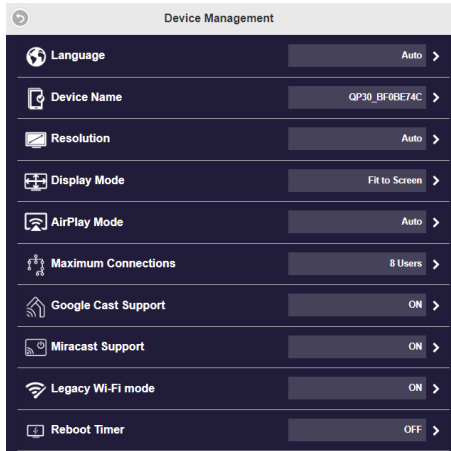 Device Management
Language Auto
Device Name QP30_BF0BE74C
Resolution Auto
Display Mode Fit to Screen
AirPlay Mode Auto
Maximum Connections 8 Users
Google Cast Support ON
Miracast Support ON
Legacy Wi-Fi mode ON
Reboot Timer OFF